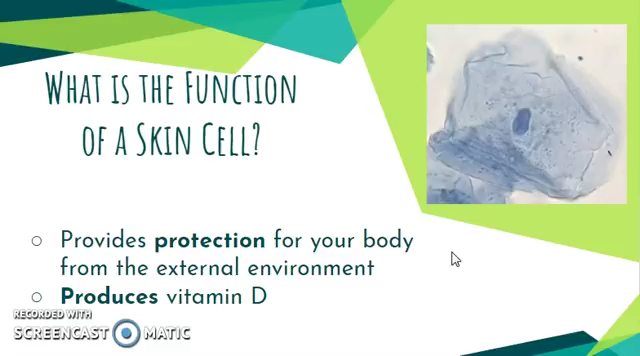 What is the Function
of a Skin Cell?
○ Provides protection for your body
from the external environment
○ Produces vitamin D
RECORDED WITH
SCREENCAST MATIC